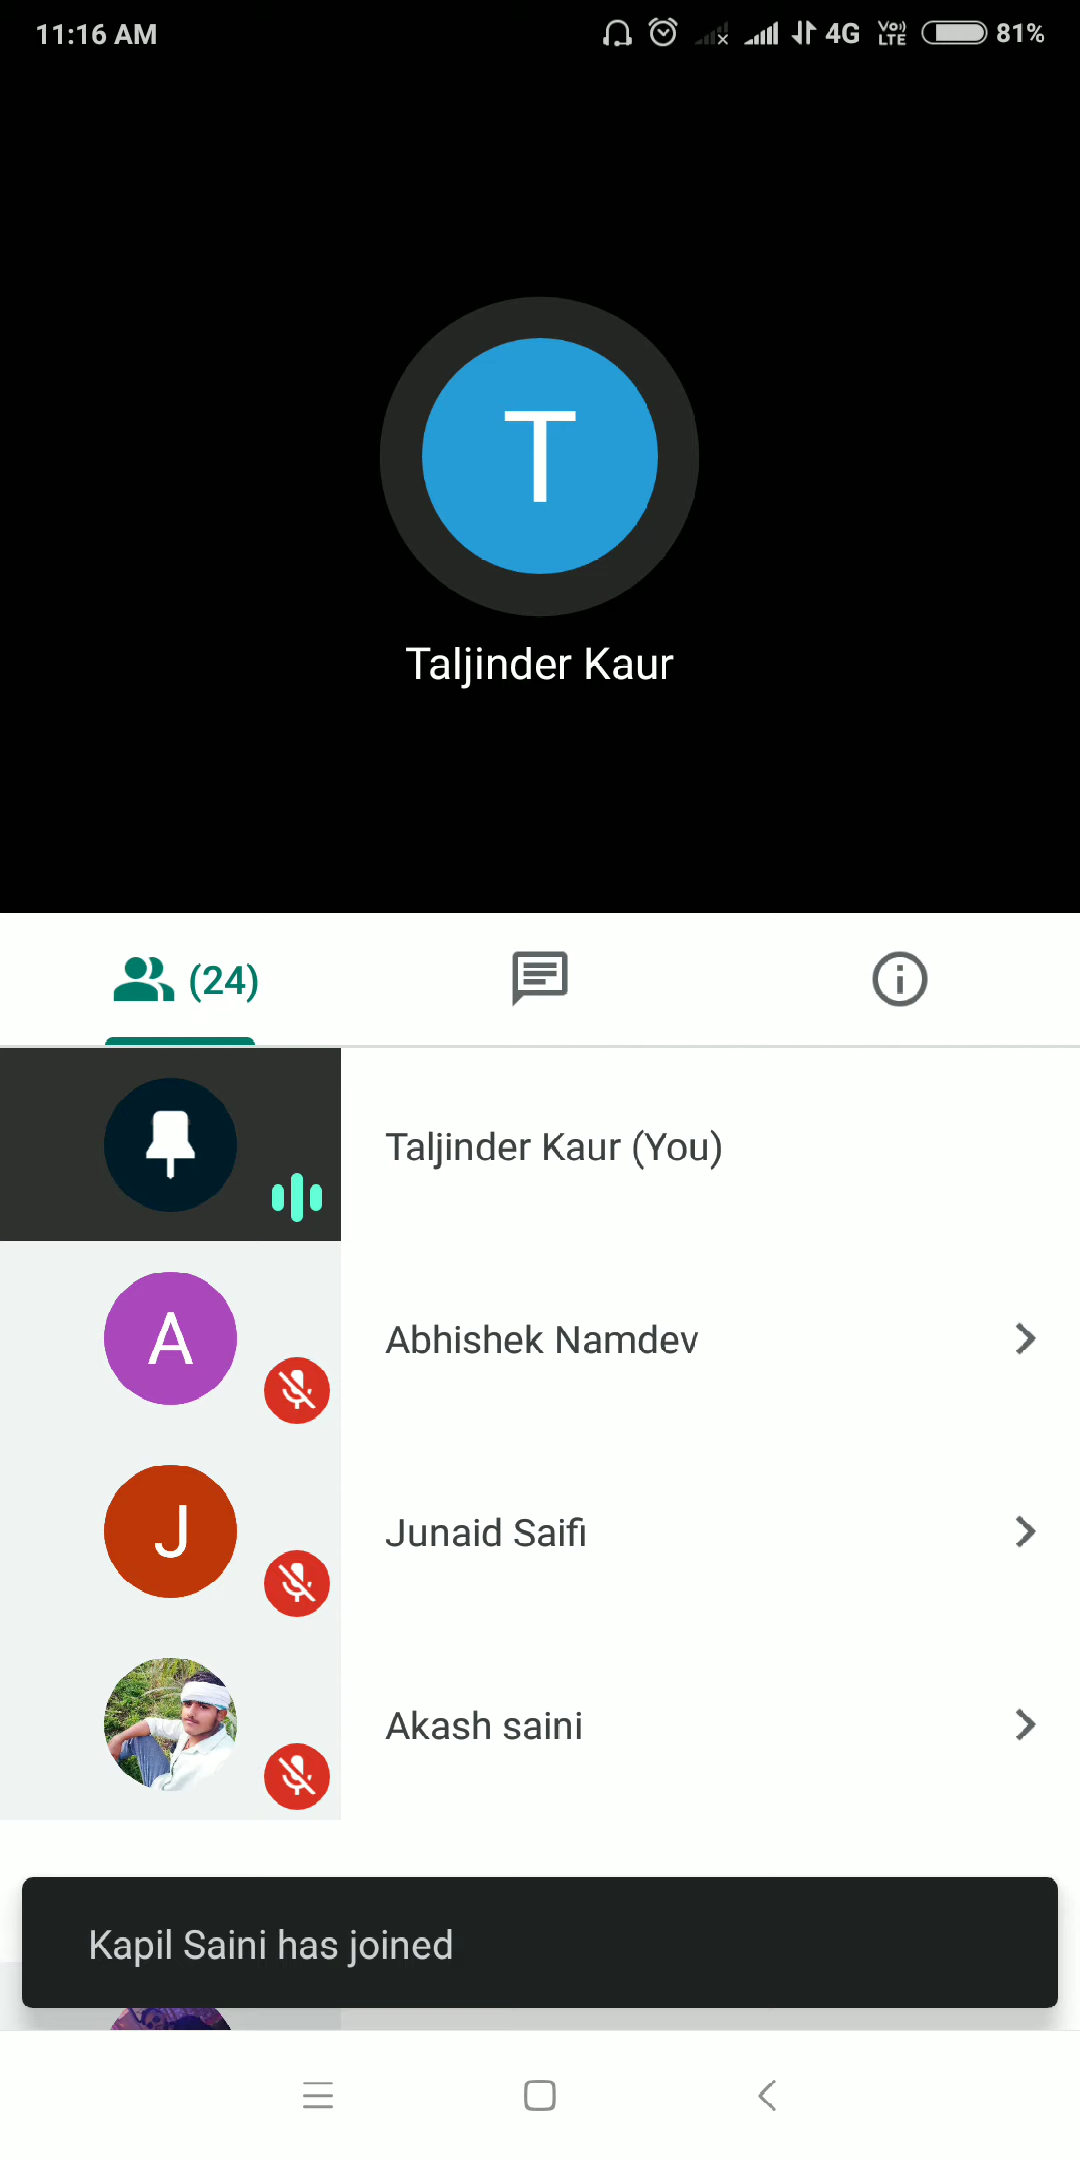 11:16 AM 4G VoLTE 81%
T
Taljinder Kaur
(24)
Taljinder Kaur (You)
A
Abhishek Namdev
J
Junaid Saifi
Akash saini
Kapil Saini has joined